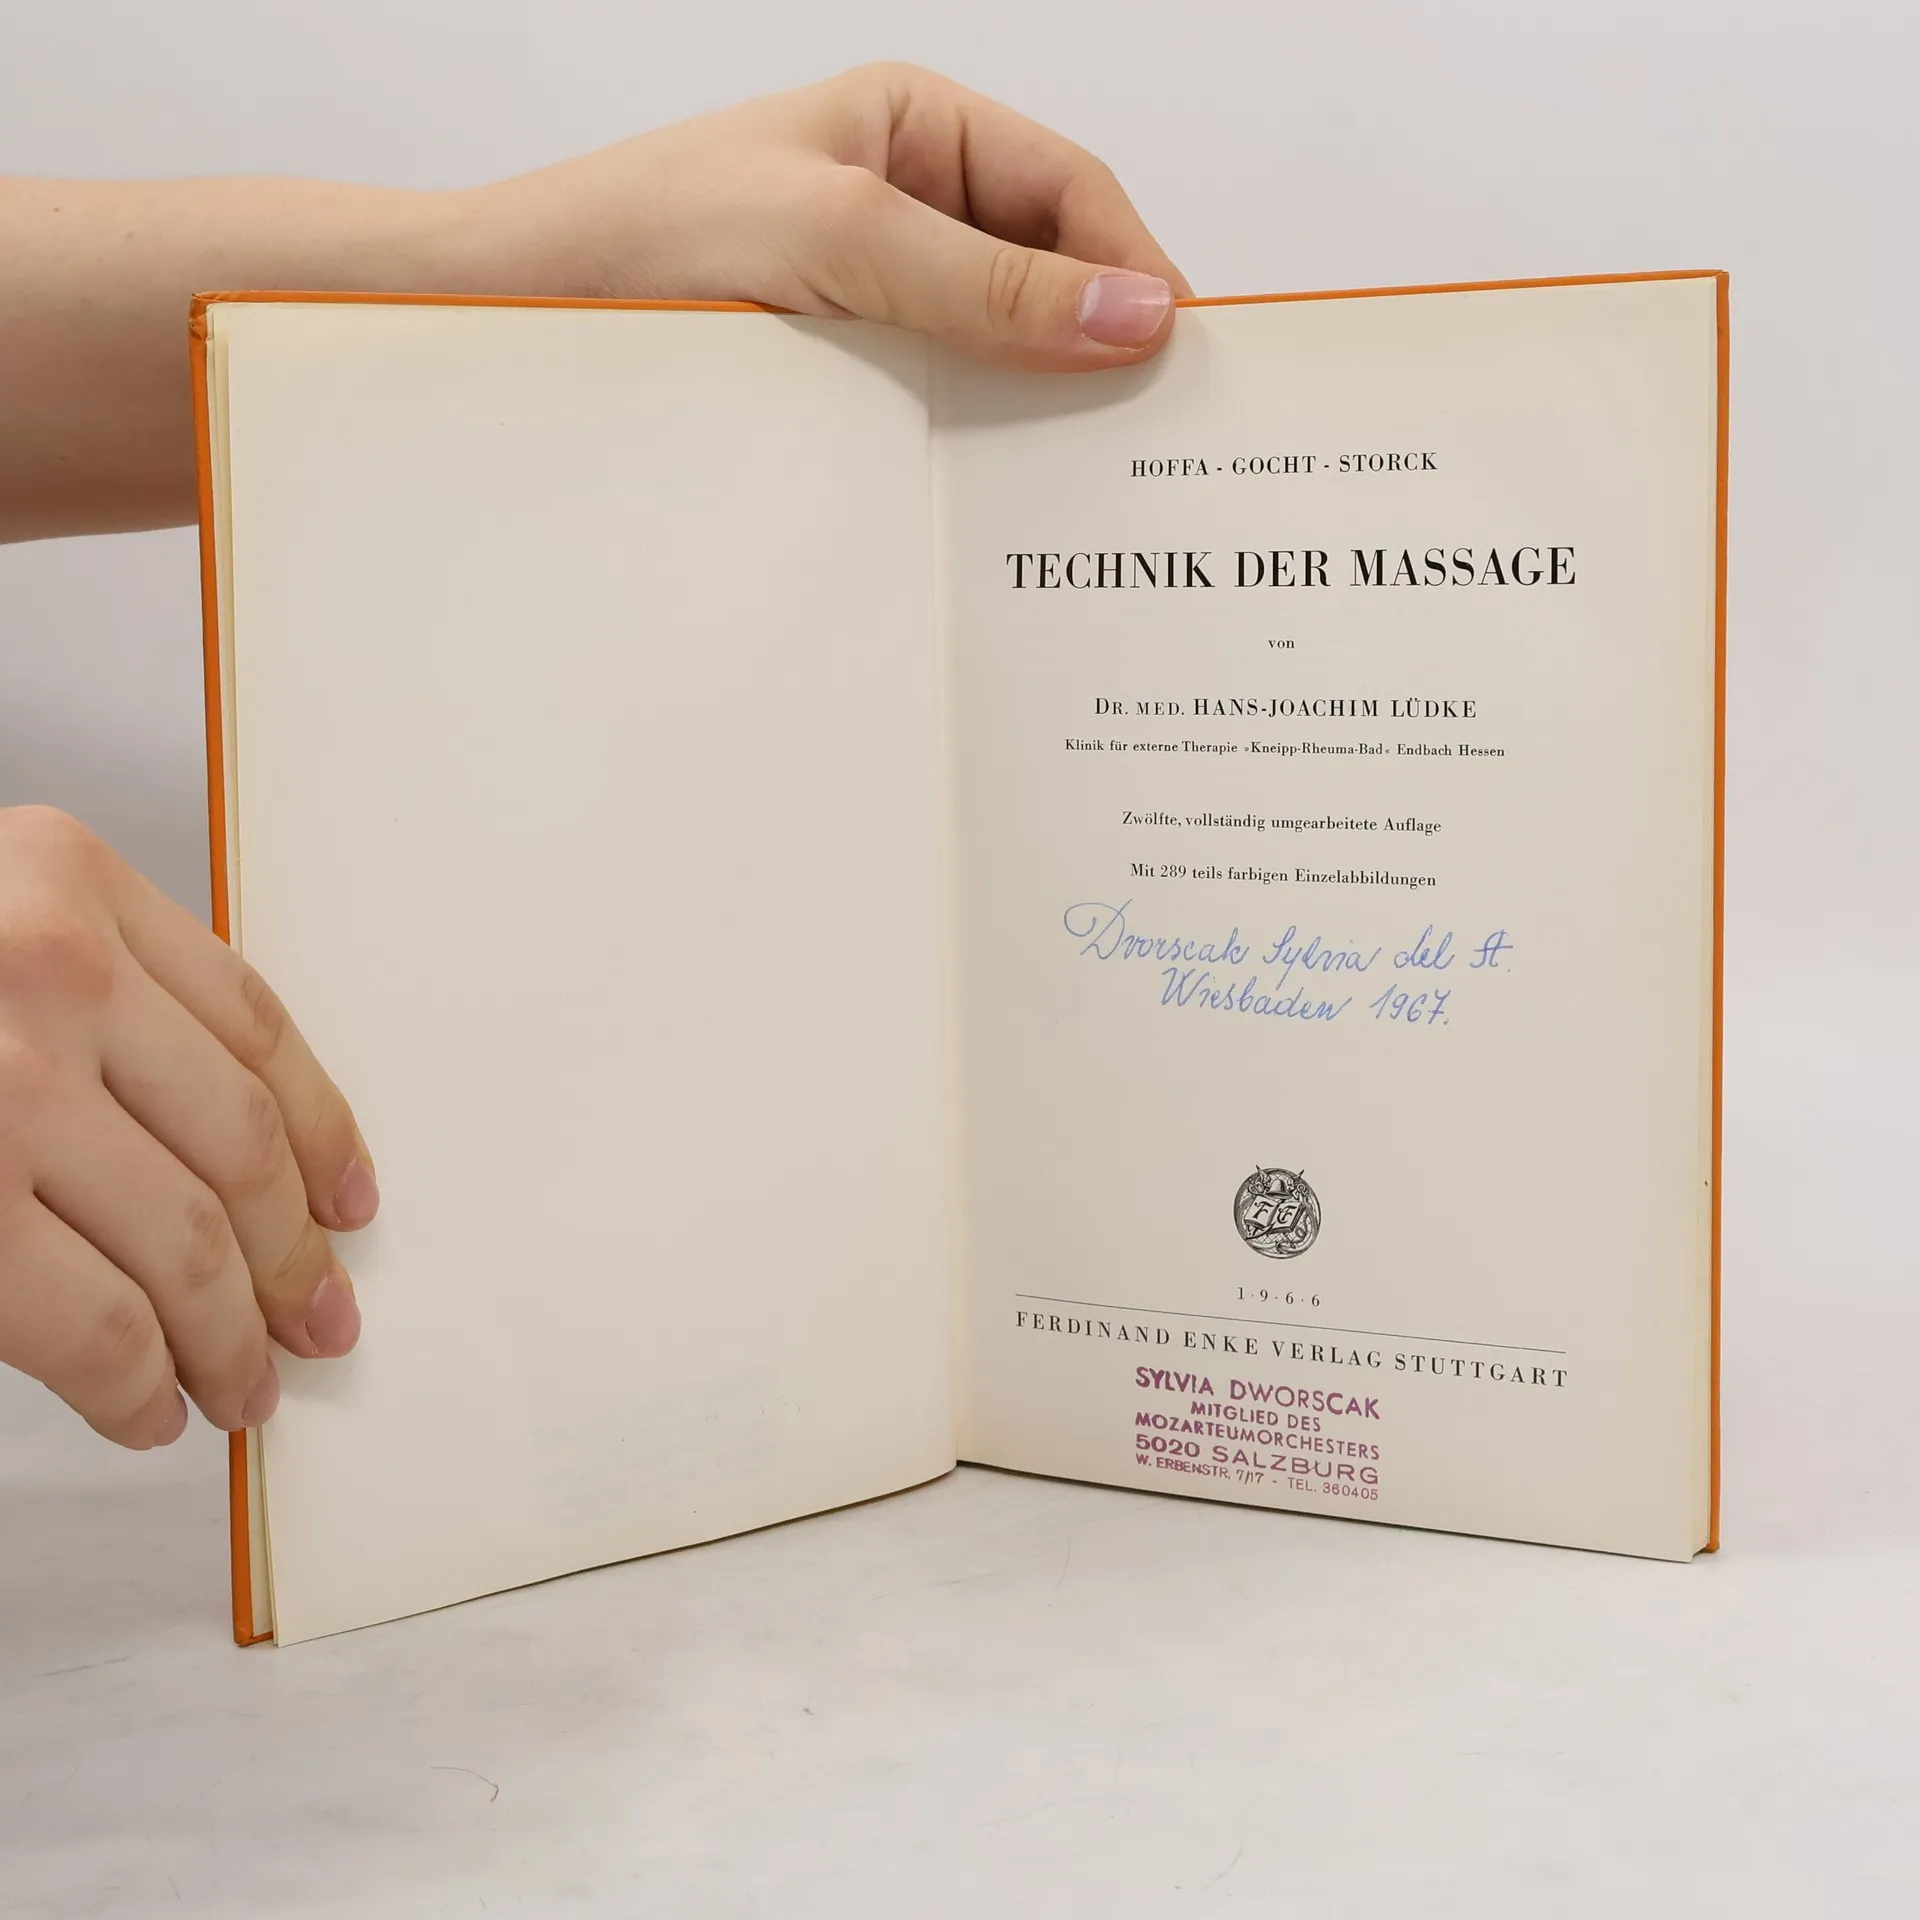 HOFFA - GOCHT - STORCK
TECHNIK DER MASSAGE
von
DR. MED. HANS-JOACHIM LÜDKE
Klinik für externe Therapie »Kneipp-Rheuma-Bad« Endbach Hessen
Zwölfte, vollständig umgearbeitete Auflage
Mit 289 teils farbigen Einzelabbildungen
Dvorscak Sylvia del
Wiesbaden 1967.
F E
1·9·6·6
FERDINAND ENKE VERLAG STUTTGART
SYLVIA DWORSCAK
MITGLIED DES
MOZARTEUMORCHESTERS
5020 SALZBURG
W. ERBENSTR. 7/17 - TEL. 360405